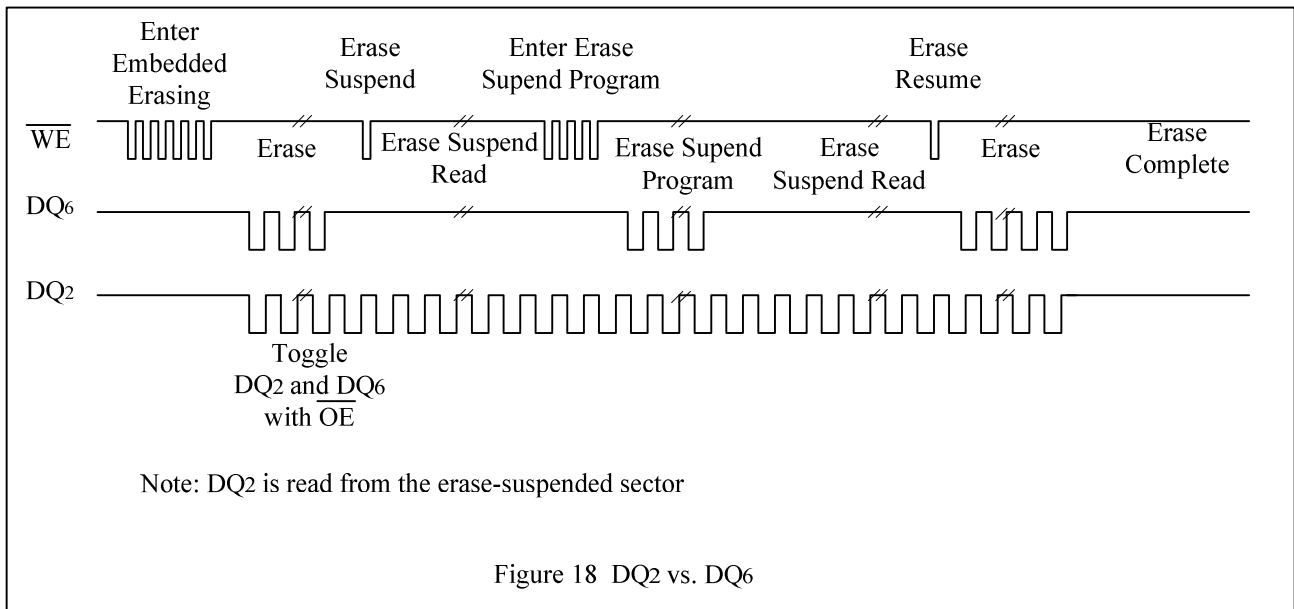 Enter
Embedded
Erasing
Erase
Suspend
Enter Erase
Supend Program
Erase
Resume
WE
Erase
Erase Suspend
Read
Erase Supend
Program
Erase
Suspend Read
Erase
Erase
Complete
DQ6
DQ2
Toggle
DQ2 and DQ6
with OE
Note: DQ2 is read from the erase-suspended sector
Figure 18 DQ2 vs. DQ6